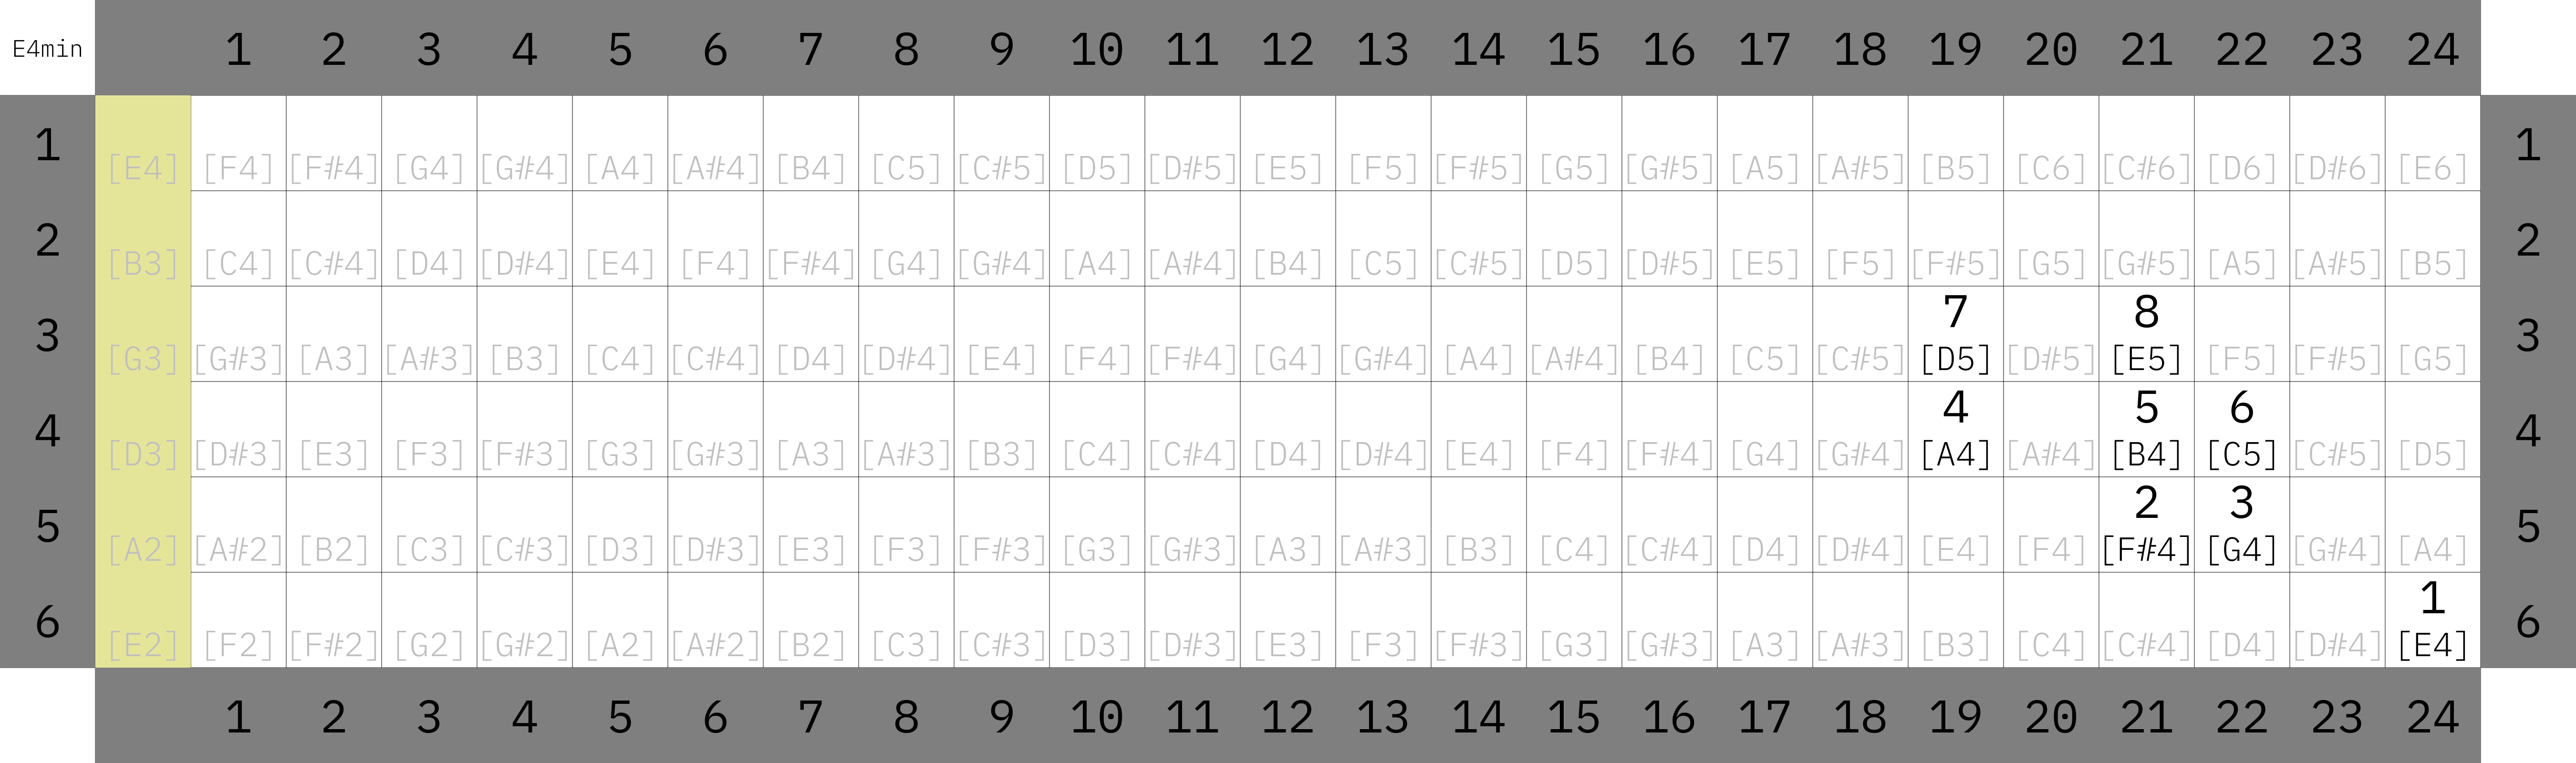 E4min 1 2 3 4 5 6 7 8 9 10 11 12 13 14 15 16 17 18 19 20 21 22 23 24
7 8
1 [E4] [F4] [F#4] [G4] [G#4] [A4] [A#4] [B4] [C5] [C#5] [D5] [D#5] [E5] [F5] [F#5] [G5] [G#5] [A5] [A#5] [B5] [C6] [C#6] [D6] [D#6] [E6] 1
2 [B3] [C4] [C#4] [D4] [D#4] [E4] [F4] [F#4] [G4] [G#4] [A4] [A#4] [B4] [C5] [C#5] [D5] [D#5] [E5] [F5] [F#5] [G5] [G#5] [A5] [A#5] [B5] 2
3 [G3] [G#3] [A3] [A#3] [B3] [C4] [C#4] [D4] [D#4] [E4] [F4] [F#4] [G4] [G#4] [A4] [A#4] [B4] [C5] [C#5] [D5] [D#5] [E5] [F5] [F#5] [G5] 3
4 5 6
4 [D3] [D#3] [E3] [F3] [F#3] [G3] [G#3] [A3] [A#3] [B3] [C4] [C#4] [D4] [D#4] [E4] [F4] [F#4] [G4] [G#4] [A4] [A#4] [B4] [C5] [C#5] [D5] 4
2 3
5 [A2] [A#2] [B2] [C3] [C#3] [D3] [D#3] [E3] [F3] [F#3] [G3] [G#3] [A3] [A#3] [B3] [C4] [C#4] [D4] [D#4] [E4] [F4] [F#4] [G4] [G#4] [A4] 5
1
6 [E2] [F2] [F#2] [G2] [G#2] [A2] [A#2] [B2] [C3] [C#3] [D3] [D#3] [E3] [F3] [F#3] [G3] [G#3] [A3] [A#3] [B3] [C4] [C#4] [D4] [D#4] [E4] 6
1 2 3 4 5 6 7 8 9 10 11 12 13 14 15 16 17 18 19 20 21 22 23 24